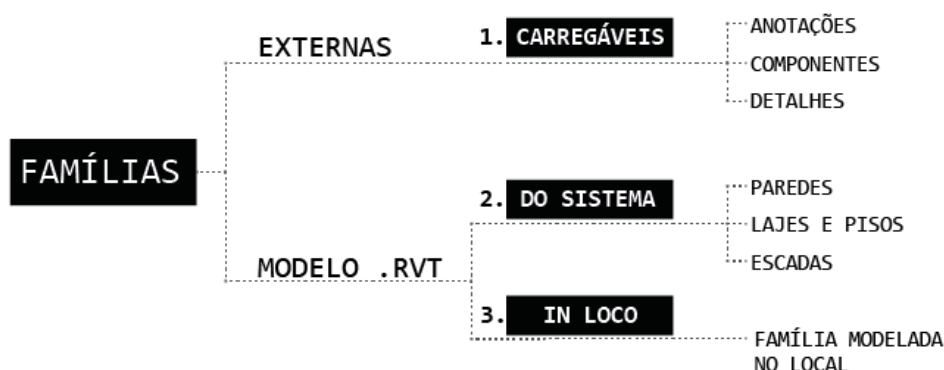 FAMÍLIAS
EXTERNAS
1. CARREGÁVEIS
ANOTAÇÕES
COMPONENTES
DETALHES
MODELO .RVT
2. DO SISTEMA
PAREDES
LAJES E PISOS
ESCADAS
3. IN LOCO
FAMÍLIA MODELADA
NO LOCAL